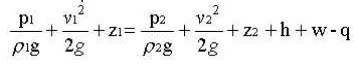 p₁/ρ₁g + v₁²/2g + z₁ = p₂/ρ₂g + v₂²/2g + z₂ + h + w - q